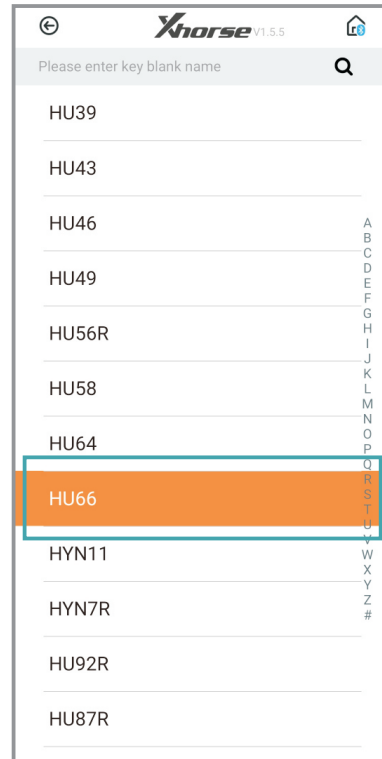 Xhorse V1.5.5
Please enter key blank name
HU39
HU43
HU46
HU49
HU56R
HU58
HU64
HU66
HYN11
HYN7R
HU92R
HU87R
A
B
C
D
E
F
G
H
I
J
K
L
M
N
O
P
Q
R
S
T
U
V
W
X
Y
Z
#